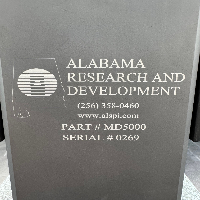 ALABAMA
RESEARCH AND
DEVELOPMENT
(256) 358-0460
www.alspi.com
PART # MD5000
SERIAL # 0269